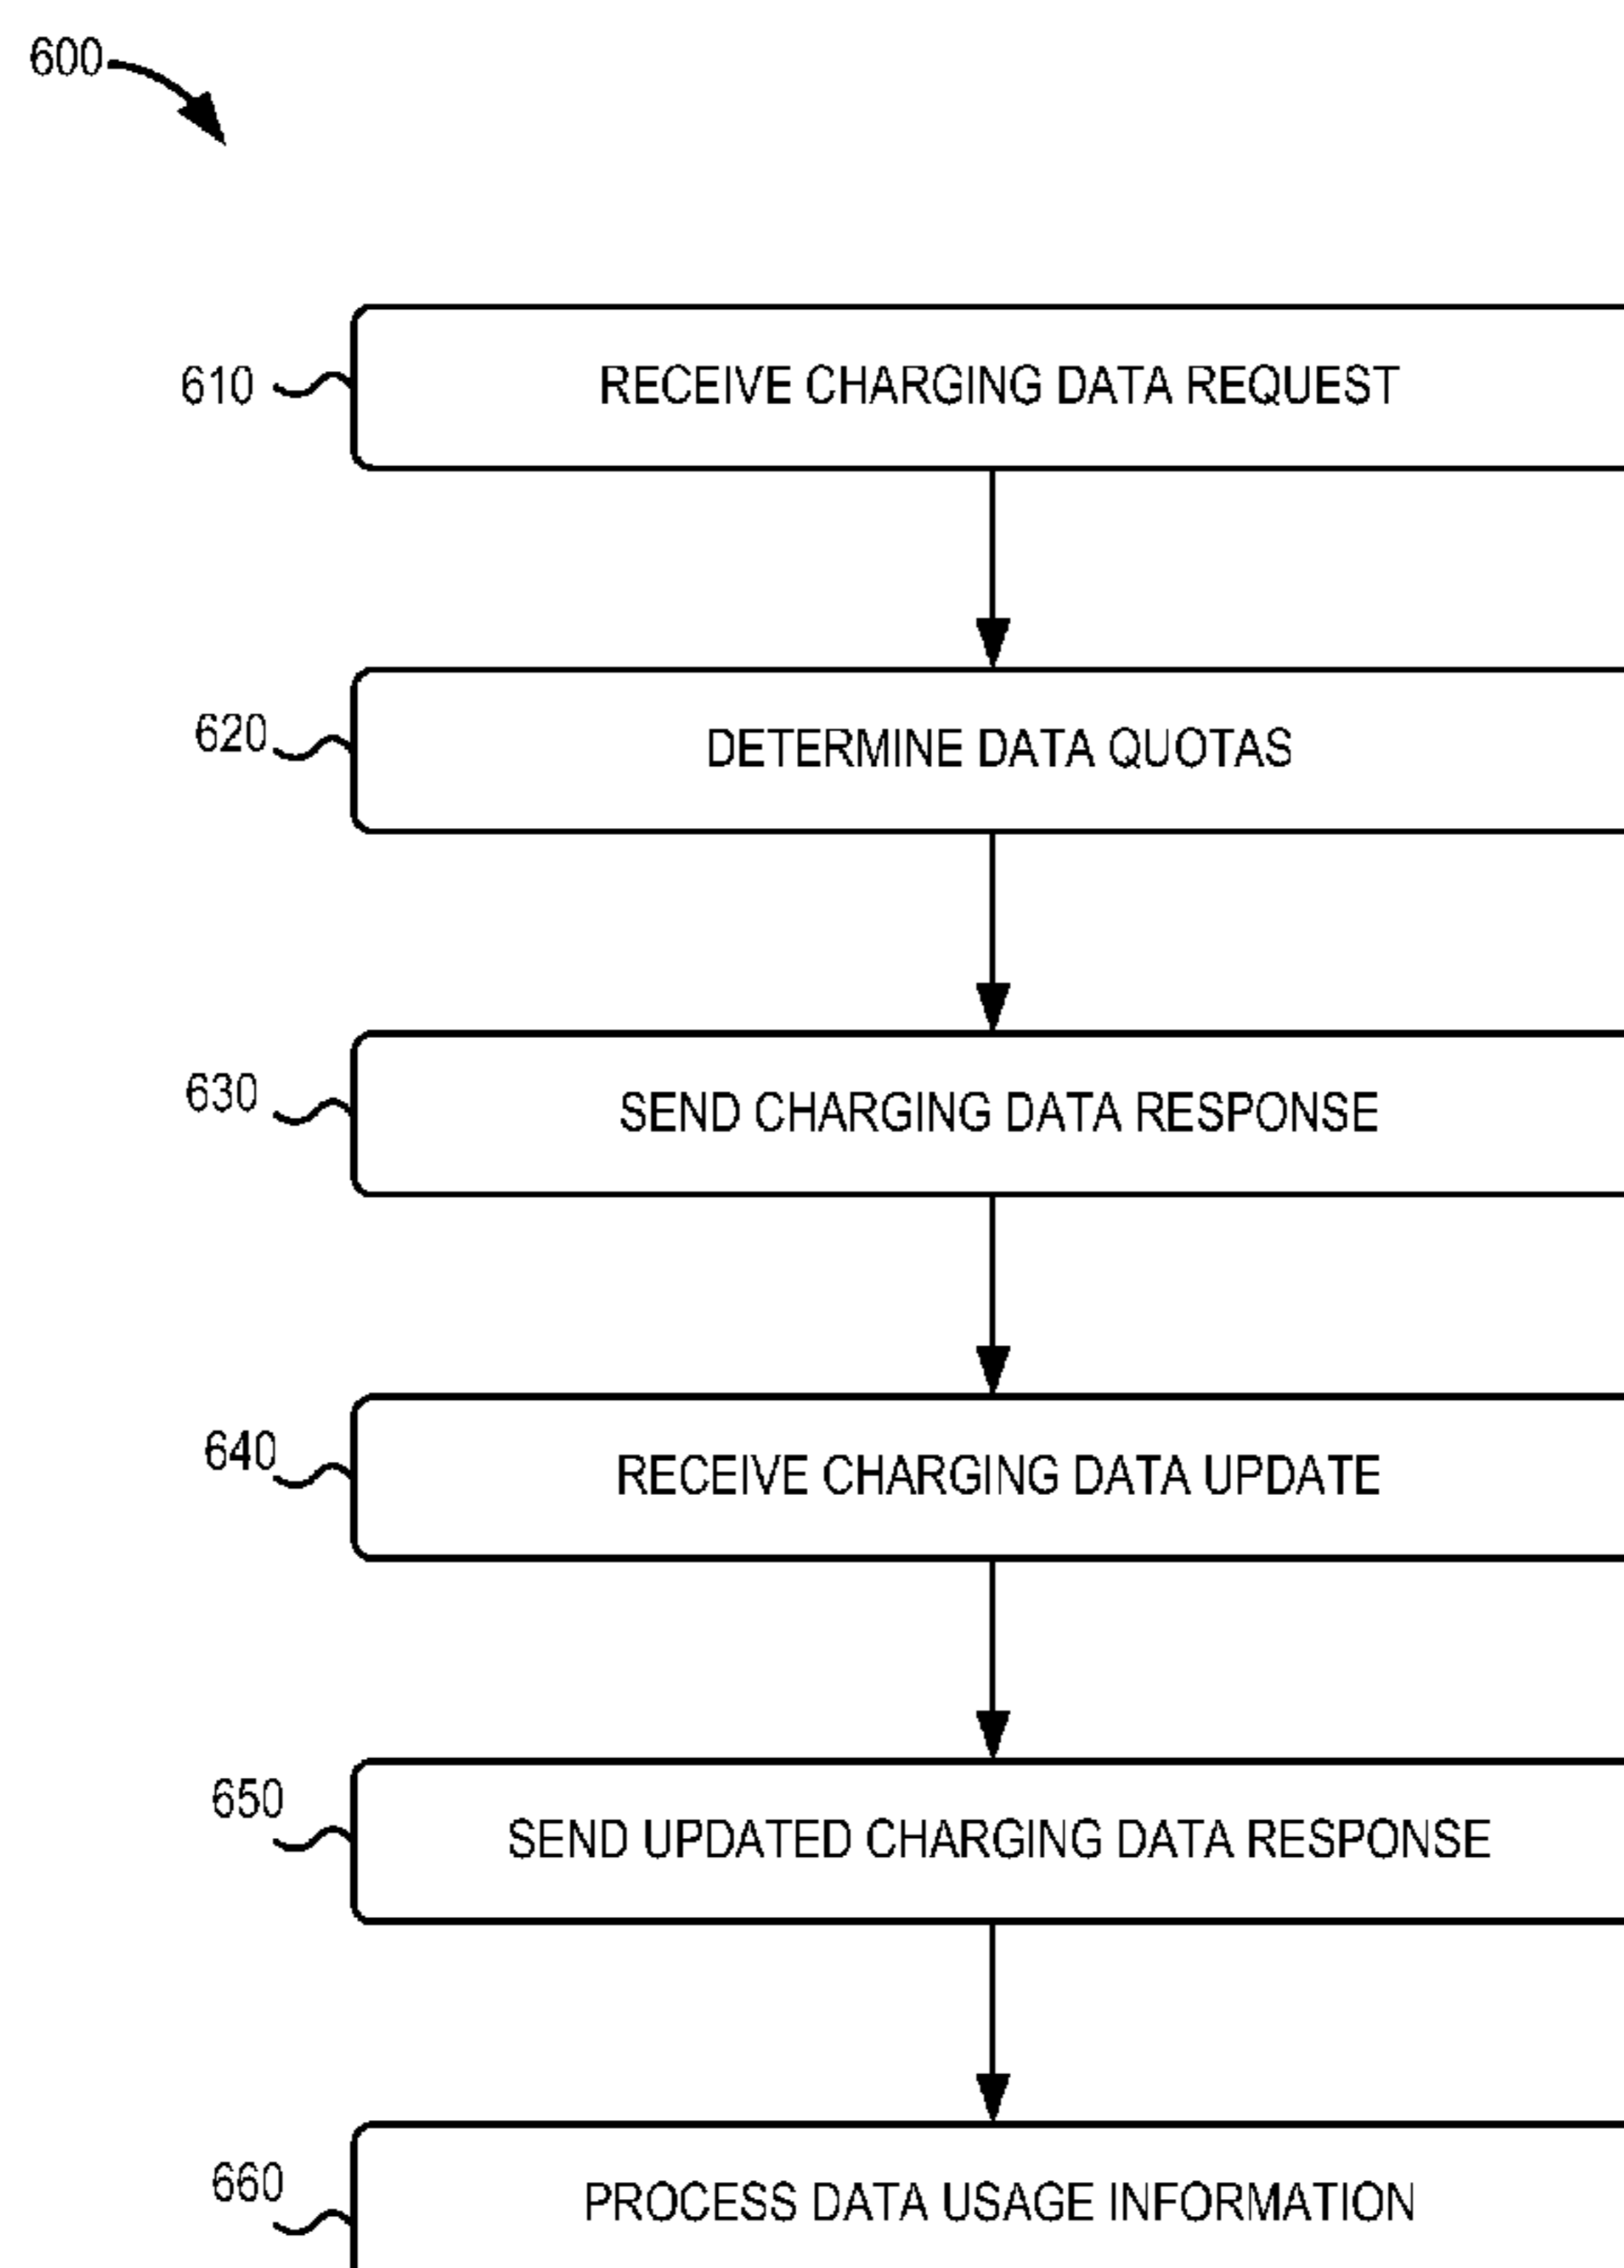 600
610 RECEIVE CHARGING DATA REQUEST
620 DETERMINE DATA QUOTAS
630 SEND CHARGING DATA RESPONSE
640 RECEIVE CHARGING DATA UPDATE
650 SEND UPDATED CHARGING DATA RESPONSE
660 PROCESS DATA USAGE INFORMATION